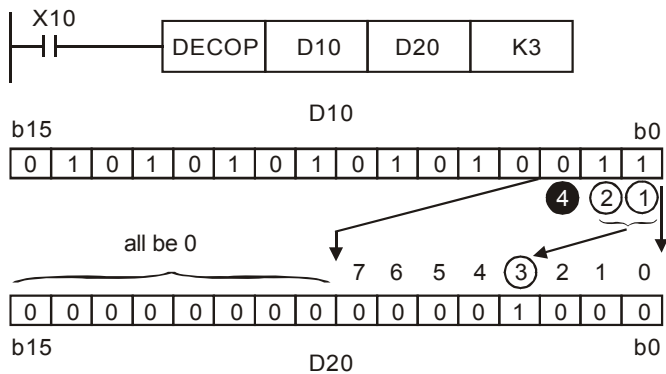 X10
DECOP D10 D20 K3
D10
b15 b0
0 1 0 1 0 1 0 1 0 1 0 1 0 0 1 1
4 2 1
all be 0
7 6 5 4 3 2 1 0
0 0 0 0 0 0 0 0 0 0 0 0 1 0 0 0
b15 b0
D20